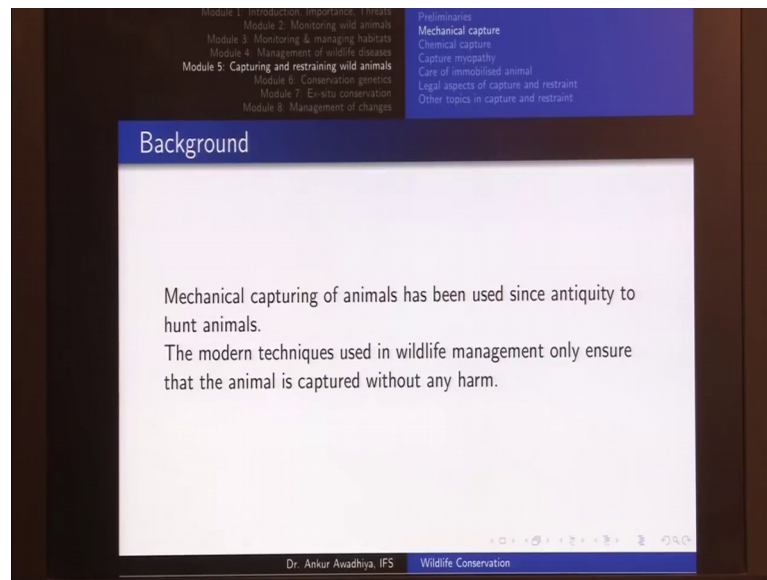 Module 1: Introduction, Importance, Threats
Module 2: Monitoring wild animals
Module 3: Monitoring & managing habitats
Module 4: Management of wildlife diseases
Module 5: Capturing and restraining wild animals
Module 6: Conservation genetics
Module 7: Ex-situ conservation
Module 8: Management of changes
Preliminaries
Mechanical capture
Chemical capture
Capture myopathy
Care of immobilised animal
Legal aspects of capture and restraint
Other topics in capture and restraint
Background
Mechanical capturing of animals has been used since antiquity to
hunt animals.
The modern techniques used in wildlife management only ensure
that the animal is captured without any harm.
Dr. Ankur Awadhiya, IFS
Wildlife Conservation